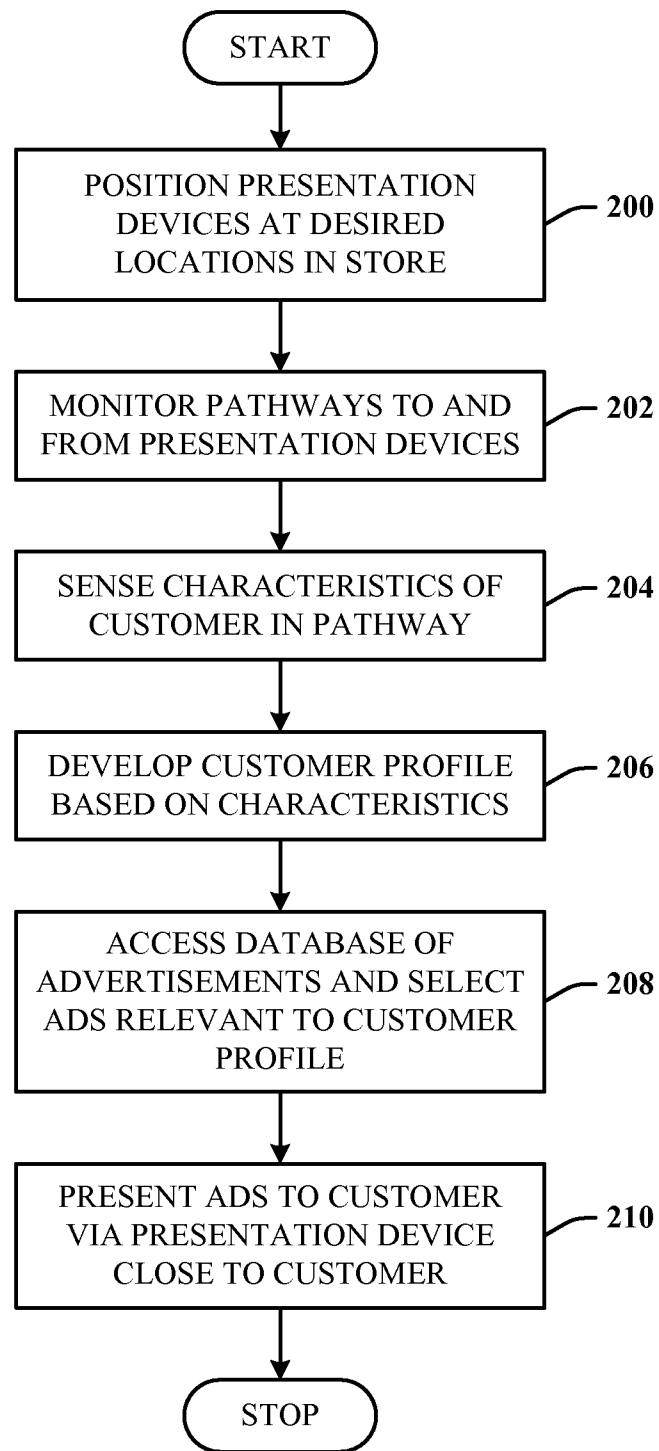 START
POSITION PRESENTATION
DEVICES AT DESIRED
LOCATIONS IN STORE
200
MONITOR PATHWAYS TO AND
FROM PRESENTATION DEVICES
202
SENSE CHARACTERISTICS OF
CUSTOMER IN PATHWAY
204
DEVELOP CUSTOMER PROFILE
BASED ON CHARACTERISTICS
206
ACCESS DATABASE OF
ADVERTISEMENTS AND SELECT
ADS RELEVANT TO CUSTOMER
PROFILE
208
PRESENT ADS TO CUSTOMER
VIA PRESENTATION DEVICE
CLOSE TO CUSTOMER
210
STOP